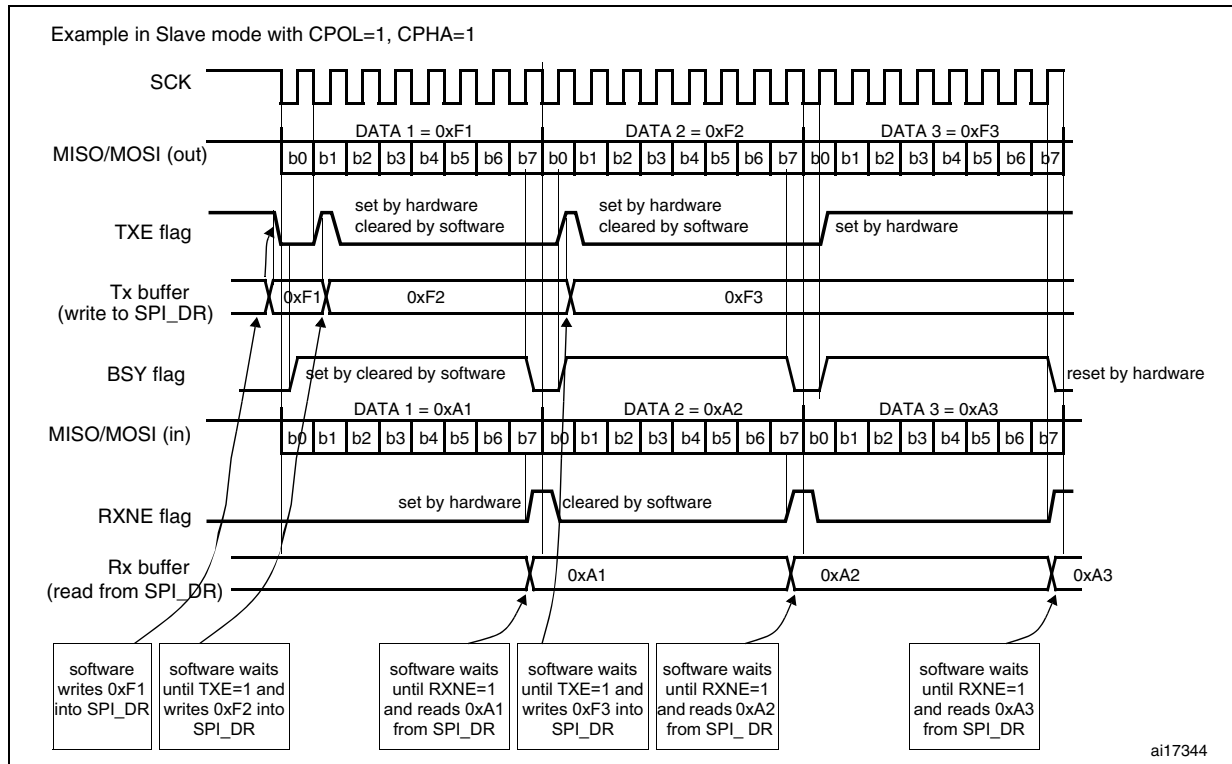 Example in Slave mode with CPOL=1, CPHA=1
SCK
DATA 1 = 0xF1
DATA 2 = 0xF2
DATA 3 = 0xF3
MISO/MOSI (out)
b0 b1 b2 b3 b4 b5 b6 b7 b0 b1 b2 b3 b4 b5 b6 b7 b0 b1 b2 b3 b4 b5 b6 b7
TXE flag
set by hardware
cleared by software
set by hardware
cleared by software
set by hardware
Tx buffer
(write to SPI_DR)
0xF1
0xF2
0xF3
BSY flag
set by cleared by software
reset by hardware
DATA 1 = 0xA1
DATA 2 = 0xA2
DATA 3 = 0xA3
MISO/MOSI (in)
b0 b1 b2 b3 b4 b5 b6 b7 b0 b1 b2 b3 b4 b5 b6 b7 b0 b1 b2 b3 b4 b5 b6 b7
RXNE flag
set by hardware
cleared by software
Rx buffer
(read from SPI_DR)
0xA1
0xA2
0xA3
software
writes 0xF1
into SPI_DR
software waits
until TXE=1 and
writes 0xF2 into
SPI_DR
software waits
until RXNE=1
and reads 0xA1
from SPI_DR
software waits
until TXE=1 and
writes 0xF3 into
SPI_DR
software waits
until RXNE=1
and reads 0xA2
from SPI_ DR
software waits
until RXNE=1
and reads 0xA3
from SPI_DR
ai17344